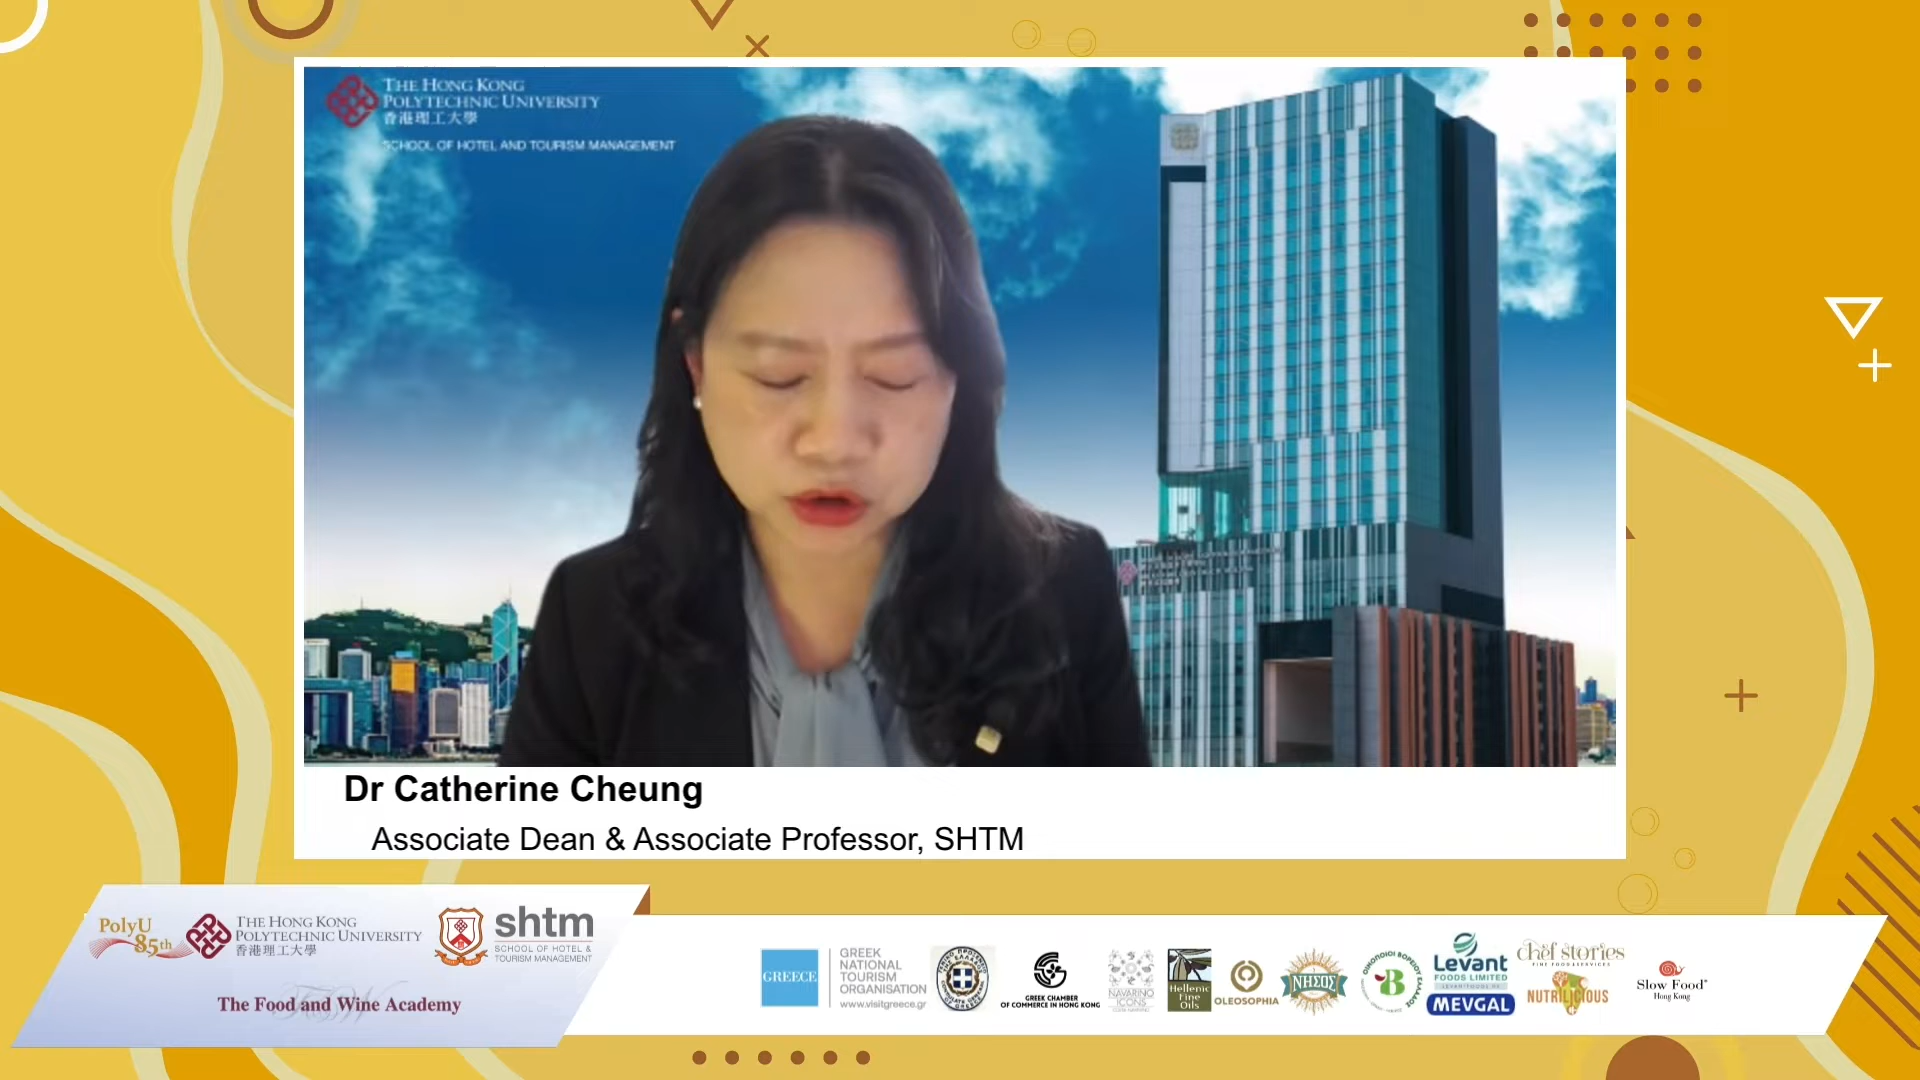 THE HONG KONG
POLYTECHNIC UNIVERSITY
香港理工大學
SCHOOL OF HOTEL AND TOURISM MANAGEMENT
Dr Catherine Cheung
Associate Dean & Associate Professor, SHTM
PolyU
85th
THE HONG KONG
POLYTECHNIC UNIVERSITY
香港理工大學
shtm
SCHOOL OF HOTEL &
TOURISM MANAGEMENT
The Food and Wine Academy
GREECE
GREEK
NATIONAL
TOURISM
ORGANISATION
www.visitgreece.gr
GREEK CHAMBER
OF COMMERCE IN HONG KONG
NAVARINO
ICONS
Hellenic
Fine
Oils
OLEOSOPHIA
ΝΗΣΟΣ
Levant
FOODS LIMITED
MEVGAL
chef stories
FINE FOOD & SERVICES
NUTRILICIOUS
Slow Food®
Hong Kong